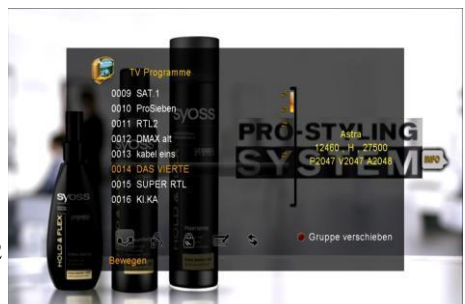 TV Programme
0009 SAT.1
0010 ProSieben
0011 RTL2
0012 DMAX alt
0013 kabel eins
0014 DAS VIERTE
0015 SUPER RTL
0016 KI.KA
Bewegen
syoss
HOLD & FLEX
syoss
HOLD
PRO-STYLING
SYSTEM
Astra
12460 , H , 27500
P2047 V2047 A2048
INFO
Gruppe verschieben